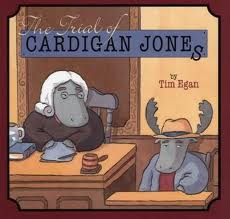 The Trial of
CARDIGAN JONES
by
Tim Egan